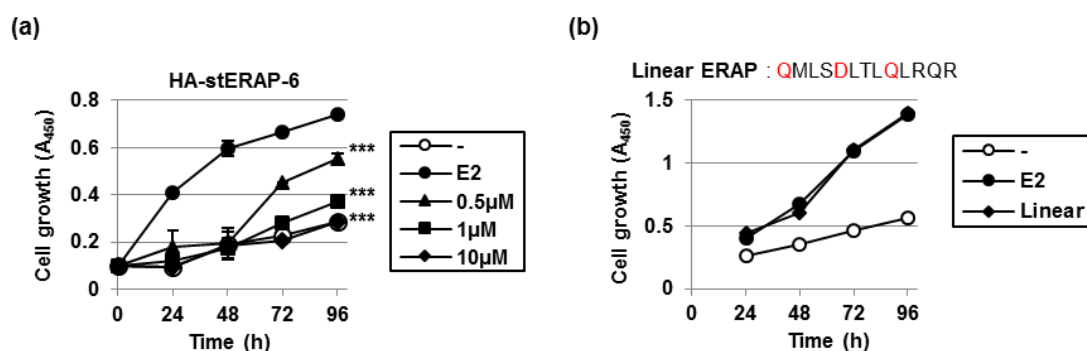 (a)
HA-stERAP-6
Cell growth (A450)
0.8
0.6
0.4
0.2
0
0 24 48 72 96
Time (h)
***
***
***
-
E2
0.5µM
1µM
10µM
(b)
Linear ERAP : QMLSDLTLQLRQR
Cell growth (A450)
1.5
1
0.5
0
24 48 72 96
Time (h)
-
E2
Linear